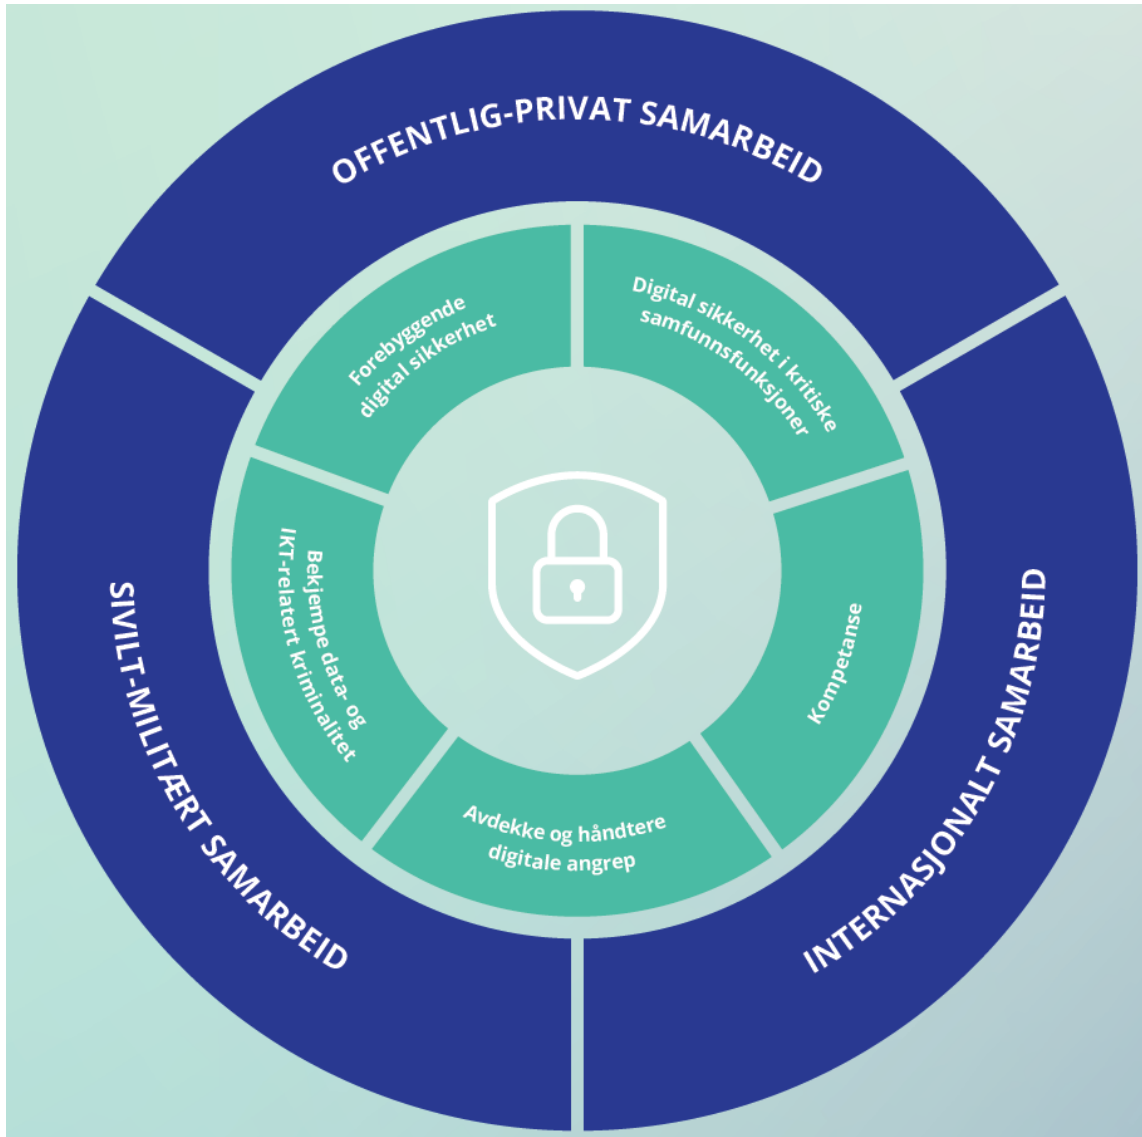 OFFENTLIG-PRIVAT SAMARBEID
Forebyggende
digital sikkerhet
Digital sikkerhet i kritiske
samfunnsfunksjoner
Bekjempe data- og
IKT-relatert kriminalitet
Kompetanse
Avdekke og håndtere
digitale angrep
SIVILT-MILITÆRT SAMARBEID
INTERNASJONALT SAMARBEID